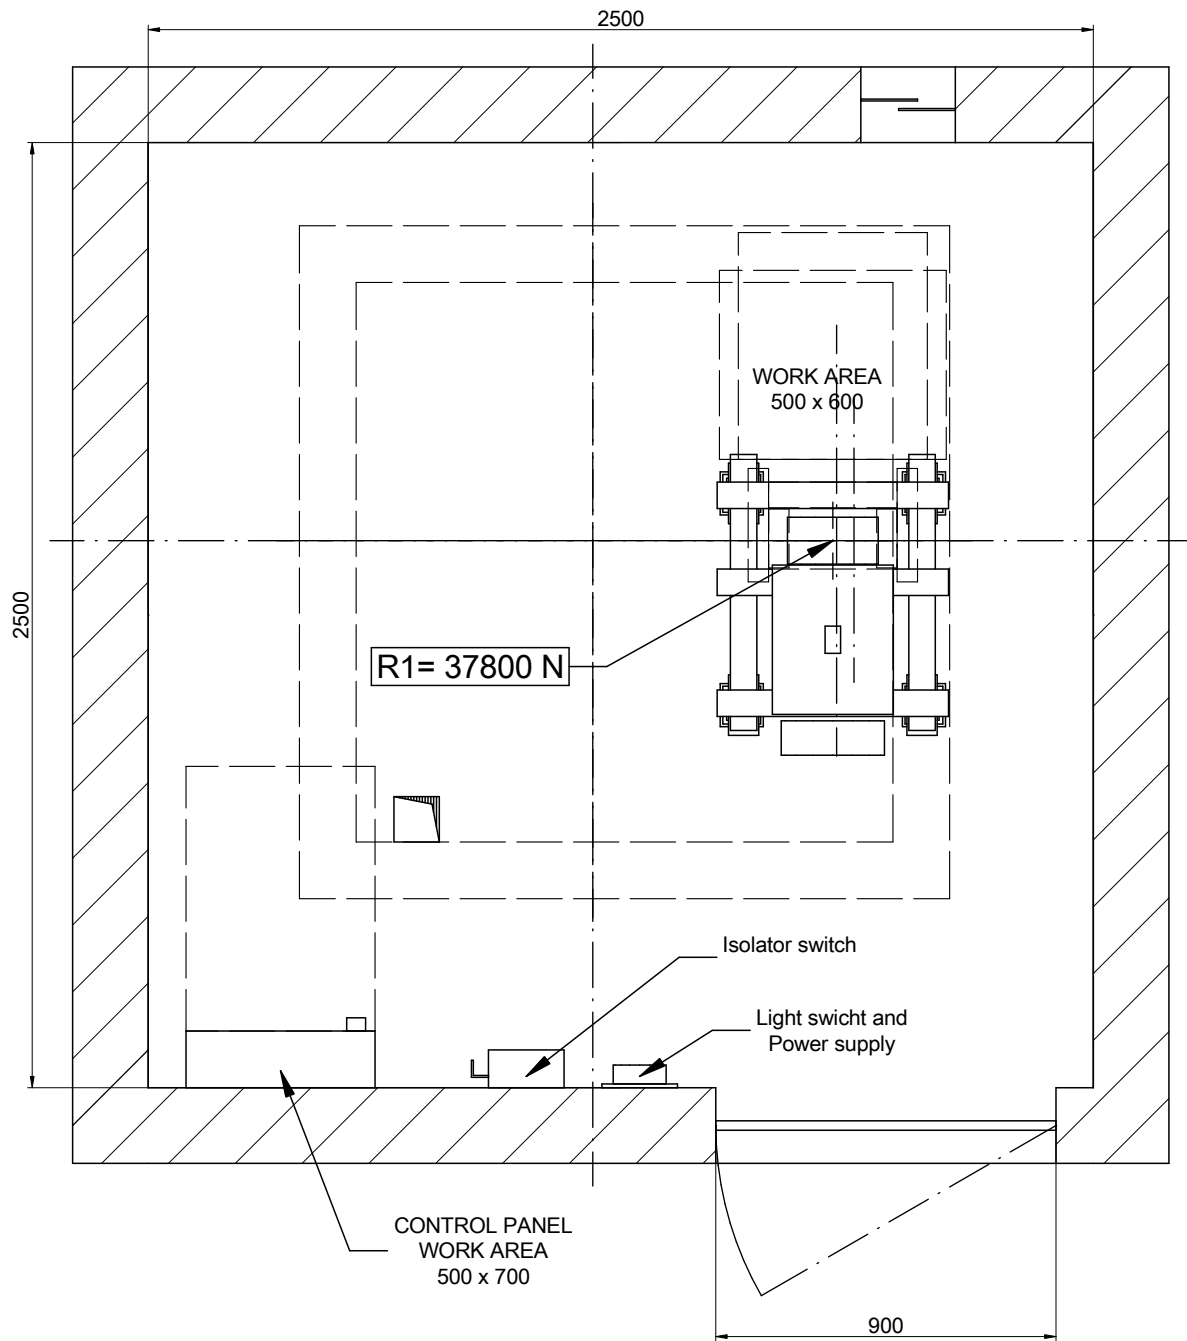 2500
2500
WORK AREA
500 x 600
R1= 37800 N
Isolator switch
Light swicht and
Power supply
CONTROL PANEL
WORK AREA
500 x 700
900